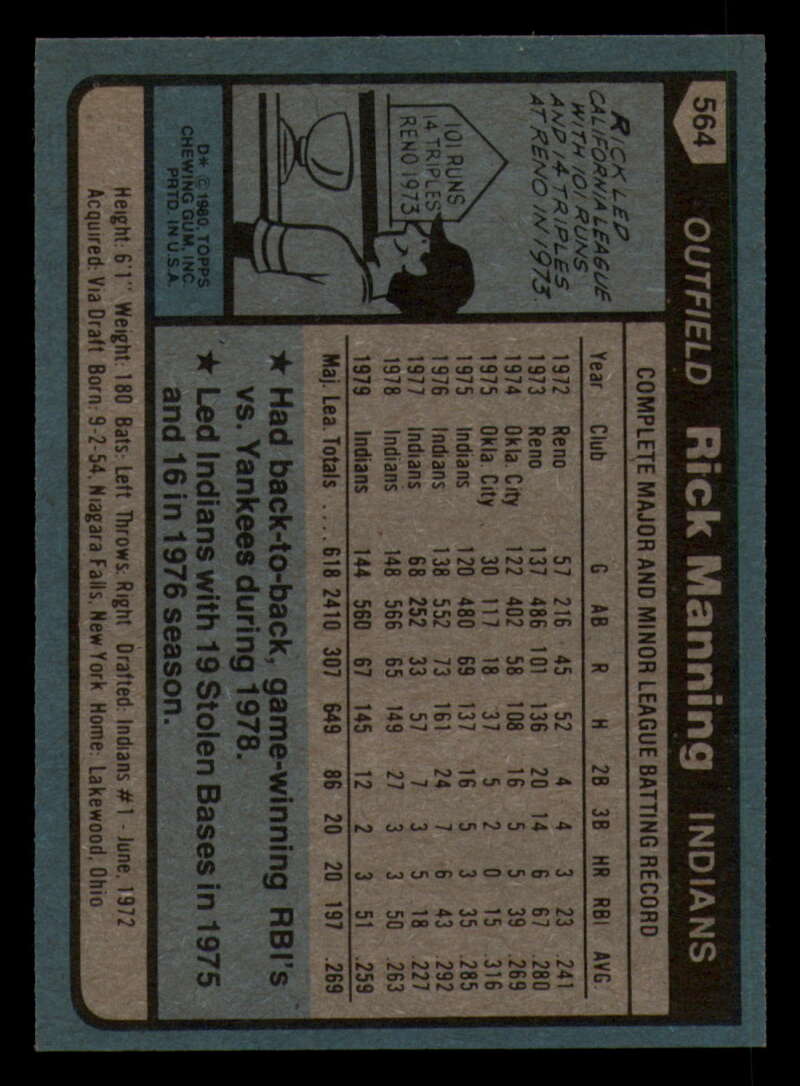 564
OUTFIELD Rick Manning INDIANS
RICK LED
CALIFORNIA LEAGUE
WITH 101 RUNS
AND 14 TRIPLES
AT RENO IN 1973
101 RUNS
14 TRIPLES
RENO 1973
D* © 1980, TOPPS
CHEWING GUM, INC.
PRTD. IN U.S.A.
COMPLETE MAJOR AND MINOR LEAGUE BATTING RECORD
Year Club G AB R H 2B 3B HR RBI AVG.
1972 Reno 57 216 45 52 4 4 3 23 .241
1973 Reno 137 486 101 136 20 14 6 67 .280
1974 Okla. City 122 402 58 108 16 5 5 39 .269
1975 Okla. City 30 117 18 37 5 2 0 15 .316
1975 Indians 120 480 69 137 16 5 3 35 .285
1976 Indians 138 552 73 161 24 7 6 43 .292
1977 Indians 68 252 33 57 7 3 5 18 .227
1978 Indians 148 566 65 149 27 3 3 50 .263
1979 Indians 144 560 67 145 12 2 3 51 .259
Maj. Lea. Totals .... 618 2410 307 649 86 20 20 197 .269
★ Had back-to-back, game-winning RBI's
vs. Yankees during 1978.
★ Led Indians with 19 Stolen Bases in 1975
and 16 in 1976 season.
Height: 6'1" Weight: 180 Bats: Left Throws: Right Drafted: Indians #1 - June, 1972
Acquired: Via Draft Born: 9-2-54, Niagara Falls, New York Home: Lakewood, Ohio